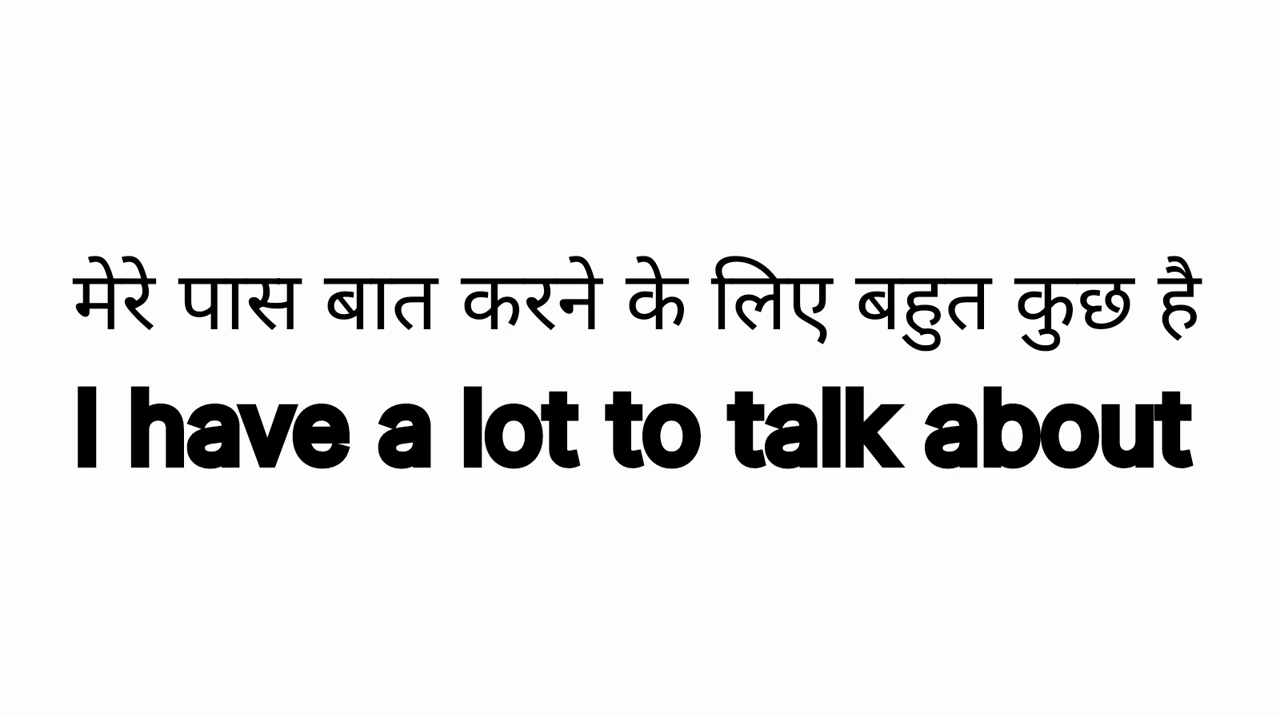 मेरे पास बात करने के लिए बहुत कुछ है
I have a lot to talk about